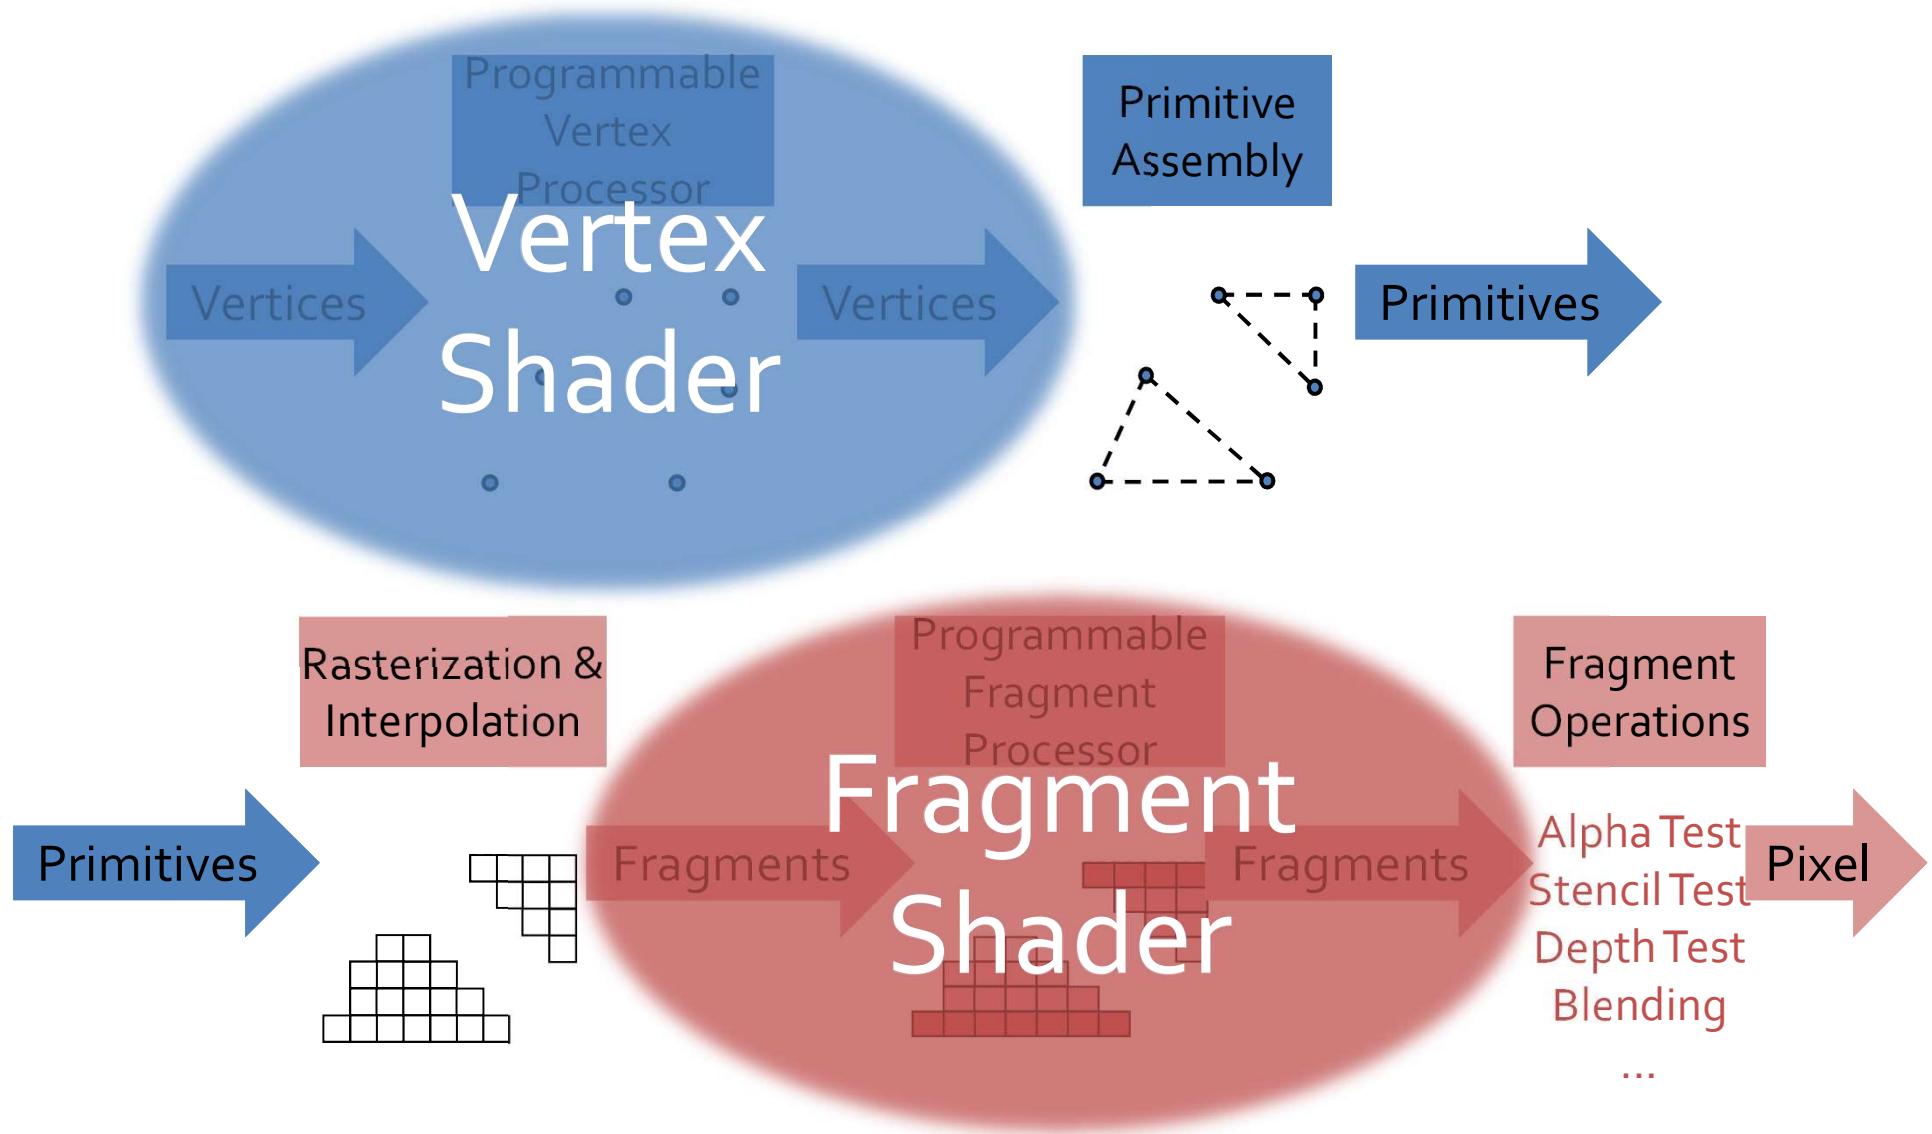 Programmable
Vertex
Processor
Primitive
Assembly
Vertex
Shader
Vertices
Vertices
Primitives
Rasterization &
Interpolation
Programmable
Fragment
Processor
Fragment
Operations
Fragment
Shader
Primitives
Fragments
Fragments
Alpha Test
Stencil Test
Depth Test
Blending
...
Pixel